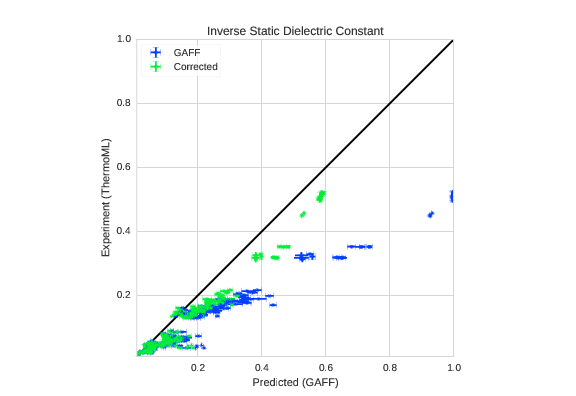 Inverse Static Dielectric Constant
1.0
GAFF
Corrected
0.8
0.6
0.4
0.2
Experiment (ThermoML)
0.2 0.4 0.6 0.8 1.0
Predicted (GAFF)